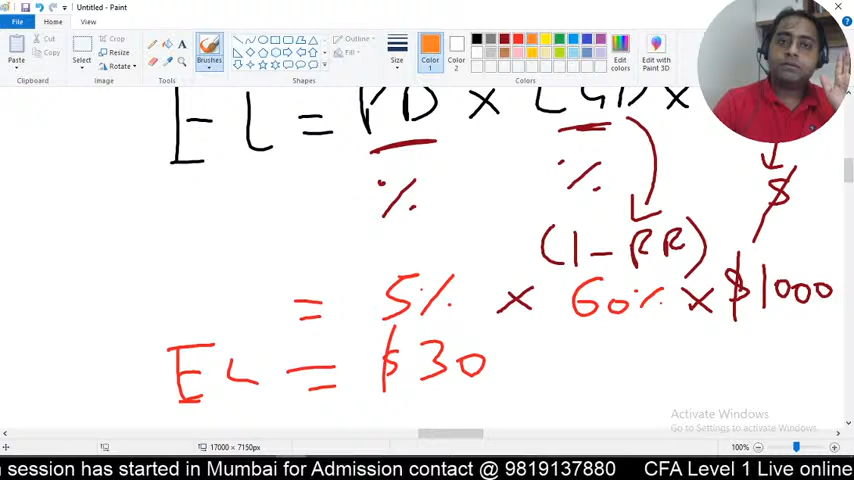 Untitled - Paint
File Home View
Paste Cut Copy Clipboard
Select Crop Resize Rotate Image
Tools
Brushes
Shapes Outline Fill
Size
Color 1 Color 2 Colors
Edit colors
Edit with Paint 3D
EL = PD × LGD ×
% % $
(1 - RR)
= 5% × 60% × $1000
EL = $30
Activate Windows
Go to Settings to activate Windows.
17000 × 7150px 100%
session has started in Mumbai for Admission contact @ 9819137880 CFA Level 1 Live online